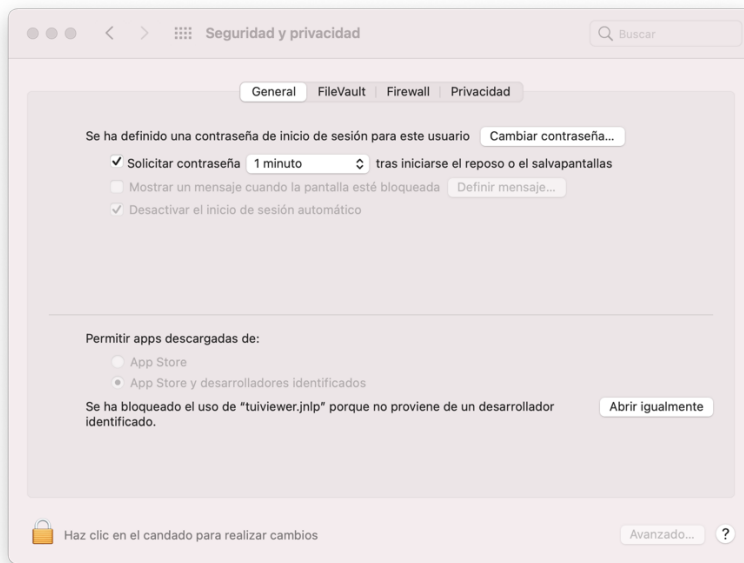 Seguridad y privacidad
Buscar
General FileVault Firewall Privacidad
Se ha definido una contraseña de inicio de sesión para este usuario Cambiar contraseña...
Solicitar contraseña 1 minuto tras iniciarse el reposo o el salvapantallas
Mostrar un mensaje cuando la pantalla esté bloqueada Definir mensaje...
Desactivar el inicio de sesión automático
Permitir apps descargadas de:
App Store
App Store y desarrolladores identificados
Se ha bloqueado el uso de “tuiviewer.jnlp” porque no proviene de un desarrollador Abrir igualmente
identificado.
Haz clic en el candado para realizar cambios Avanzado... ?